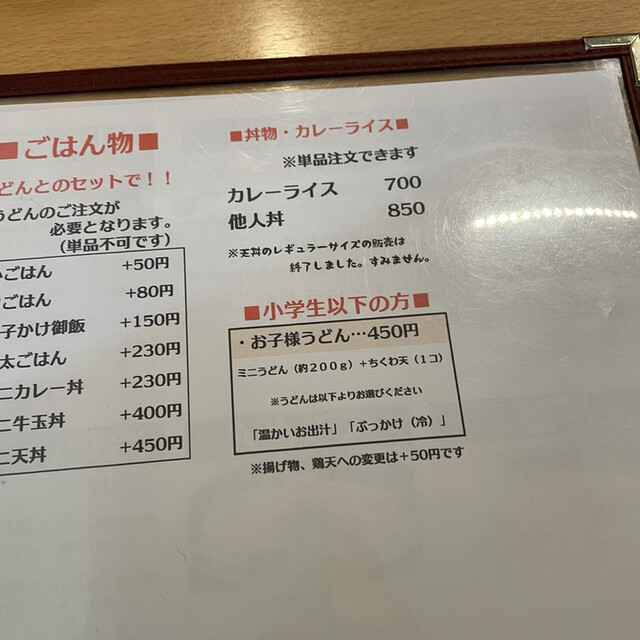 ■ごはん物■
どんとのセットで！！
うどんのご注文が
必要となります。
(単品不可です)
ごはん +50円
ごはん +80円
子かけ御飯 +150円
太ごはん +230円
ニカレー丼 +230円
ニ牛玉丼 +400円
ニ天丼 +450円
■丼物・カレーライス■
※単品注文できます
カレーライス 700
他人丼 850
※天丼のレギュラーサイズの販売は
終了しました。すみません。
■小学生以下の方■
・お子様うどん…450円
ミニうどん（約２００ｇ）＋ちくわ天（１コ）
※うどんは以下よりお選びください
「温かいお出汁」「ぶっかけ（冷）」
※揚げ物、鶏天への変更は＋50円です